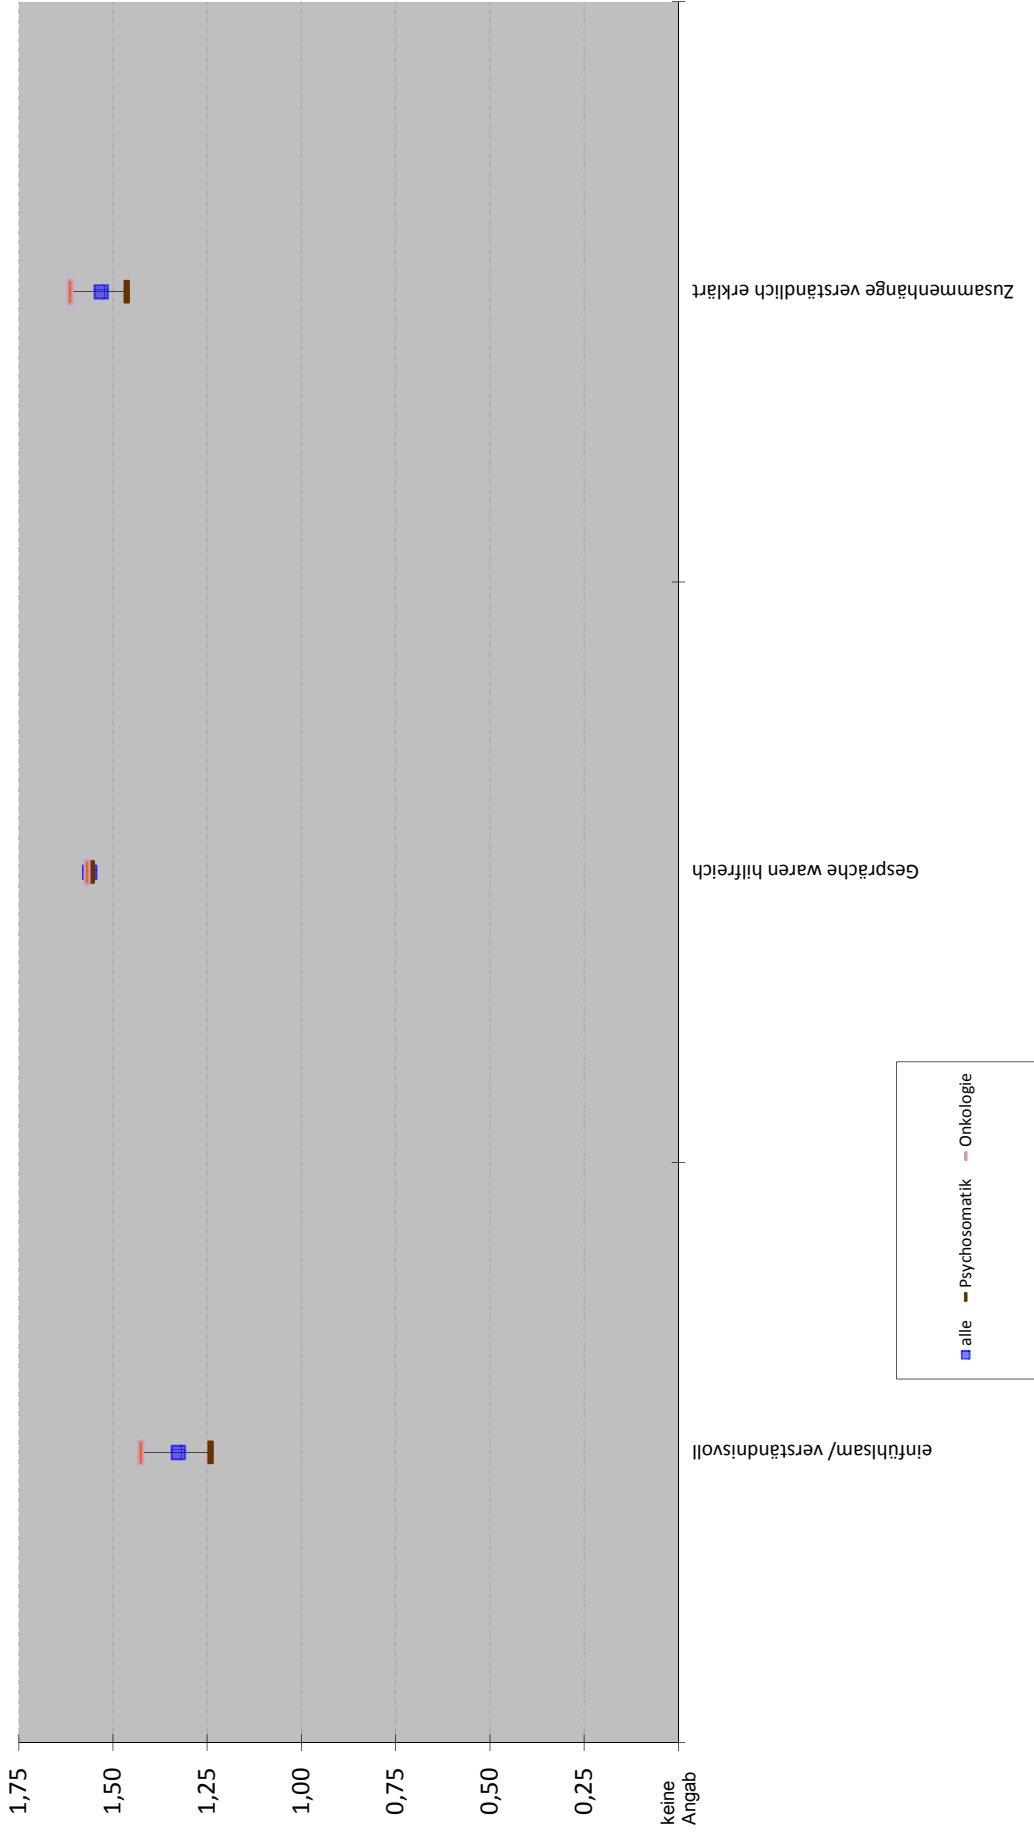 1,75
1,50
1,25
1,00
0,75
0,50
0,25
keine
Angab
einfühlsam/ verständnisvoll
Gespräche waren hilfreich
Zusammenhänge verständlich erklärt
alle Psychosomatik Onkologie